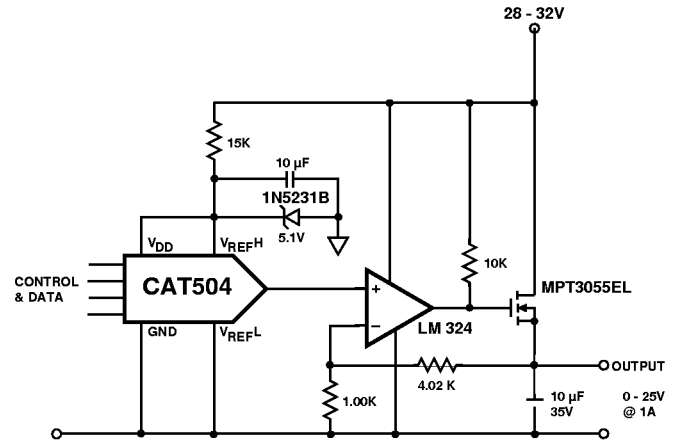 28 - 32V
15K
10 µF
1N5231B
5.1V
VDD
VREFH
CONTROL
& DATA
CAT504
GND
VREFL
+
–
LM 324
10K
MPT3055EL
4.02 K
1.00K
OUTPUT
10 µF
35V
0 - 25V
@ 1A